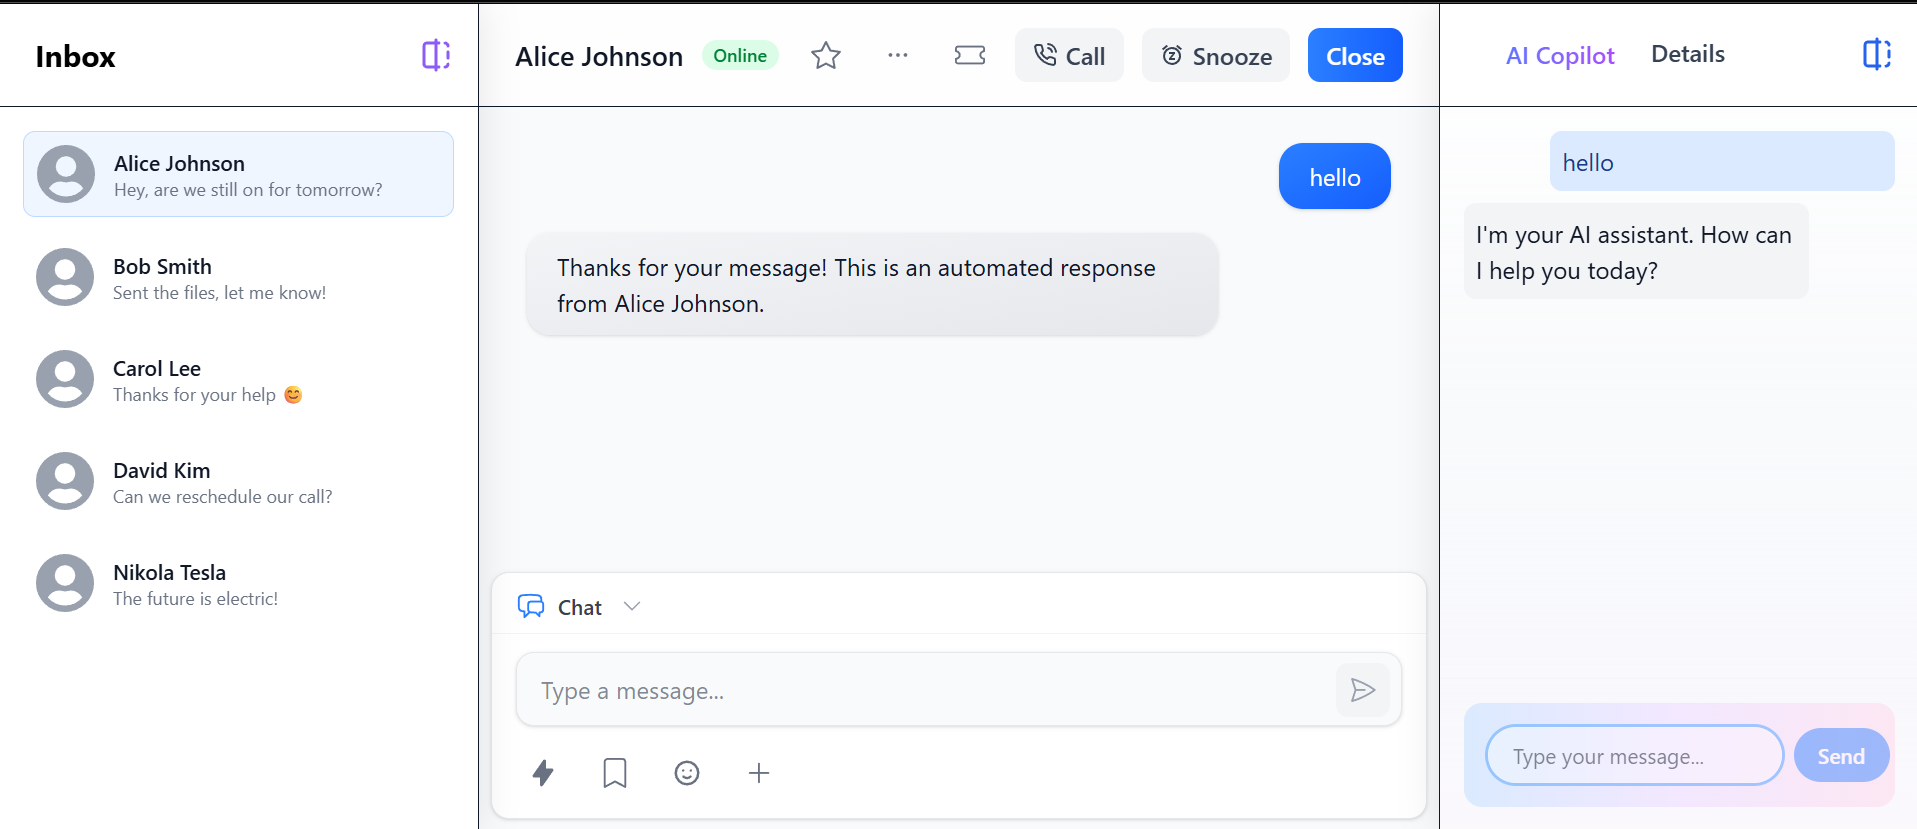 Inbox
Alice Johnson
Hey, are we still on for tomorrow?
Bob Smith
Sent the files, let me know!
Carol Lee
Thanks for your help 😊
David Kim
Can we reschedule our call?
Nikola Tesla
The future is electric!
Alice Johnson Online Call Snooze Close
hello
Thanks for your message! This is an automated response
from Alice Johnson.
Chat
Type a message...
AI Copilot Details
hello
I'm your AI assistant. How can
I help you today?
Type your message... Send